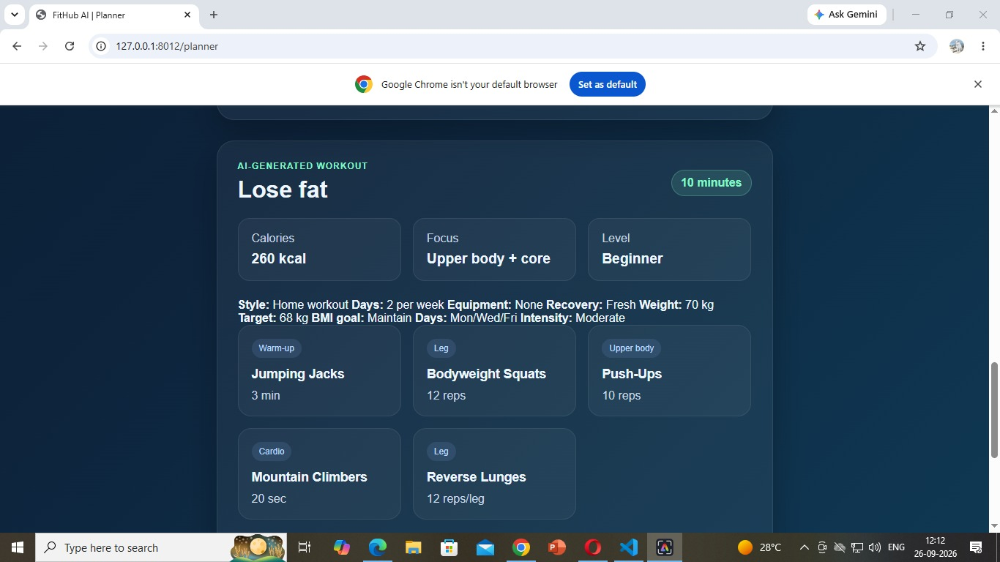 FitHub AI | Planner
Ask Gemini
127.0.0.1:8012/planner
Google Chrome isn't your default browser
Set as default
AI-GENERATED WORKOUT
Lose fat
10 minutes
Calories
260 kcal
Focus
Upper body + core
Level
Beginner
Style: Home workout Days: 2 per week Equipment: None Recovery: Fresh Weight: 70 kg
Target: 68 kg BMI goal: Maintain Days: Mon/Wed/Fri Intensity: Moderate
Warm-up
Jumping Jacks
3 min
Leg
Bodyweight Squats
12 reps
Upper body
Push-Ups
10 reps
Cardio
Mountain Climbers
20 sec
Leg
Reverse Lunges
12 reps/leg
Type here to search
28°C
ENG
12:12
26-09-2026